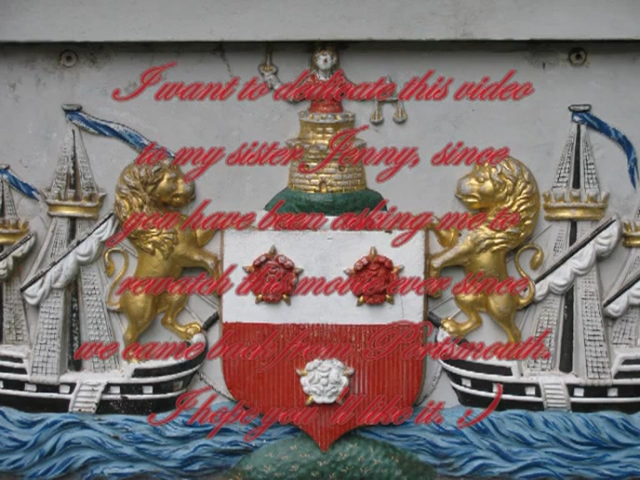 I want to dedicate this video
to my sister Jenny, since
you have been asking me to
rewatch this movie ever since
we came back from Portsmouth.
I hope you'll like it. :)